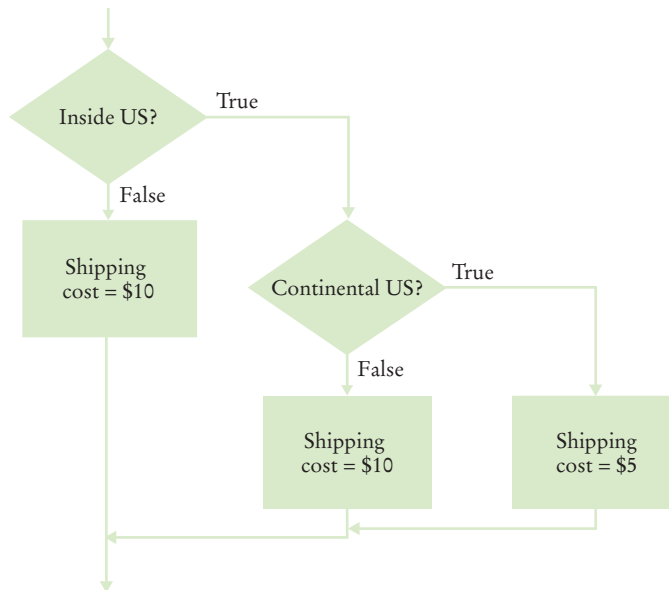 Inside US?
True
False
Shipping
cost = $10
Continental US?
True
False
Shipping
cost = $10
Shipping
cost = $5